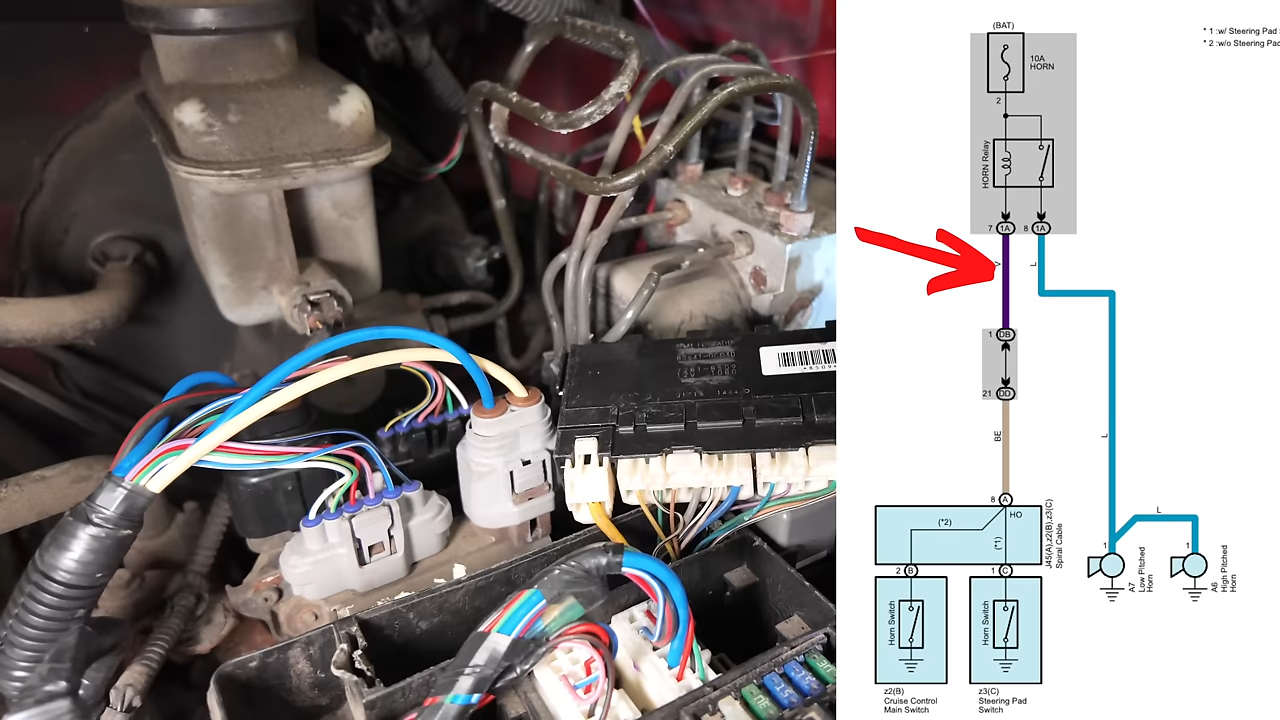 (BAT)
* 1 :w/ Steering Pad
* 2 :w/o Steering Pad
10A
HORN
2
HORN Relay
7
1A
8
1A
L
1
DB
21
DD
BE
L
8
A
HO
(*2)
(*1)
J45(A),z2(B),z3(C)
Spiral Cable
L
1
1
A7
Low Pitched
Horn
A6
High Pitched
Horn
2
B
1
C
Horn Switch
Horn Switch
z2(B)
Cruise Control
Main Switch
z3(C)
Steering Pad
Switch